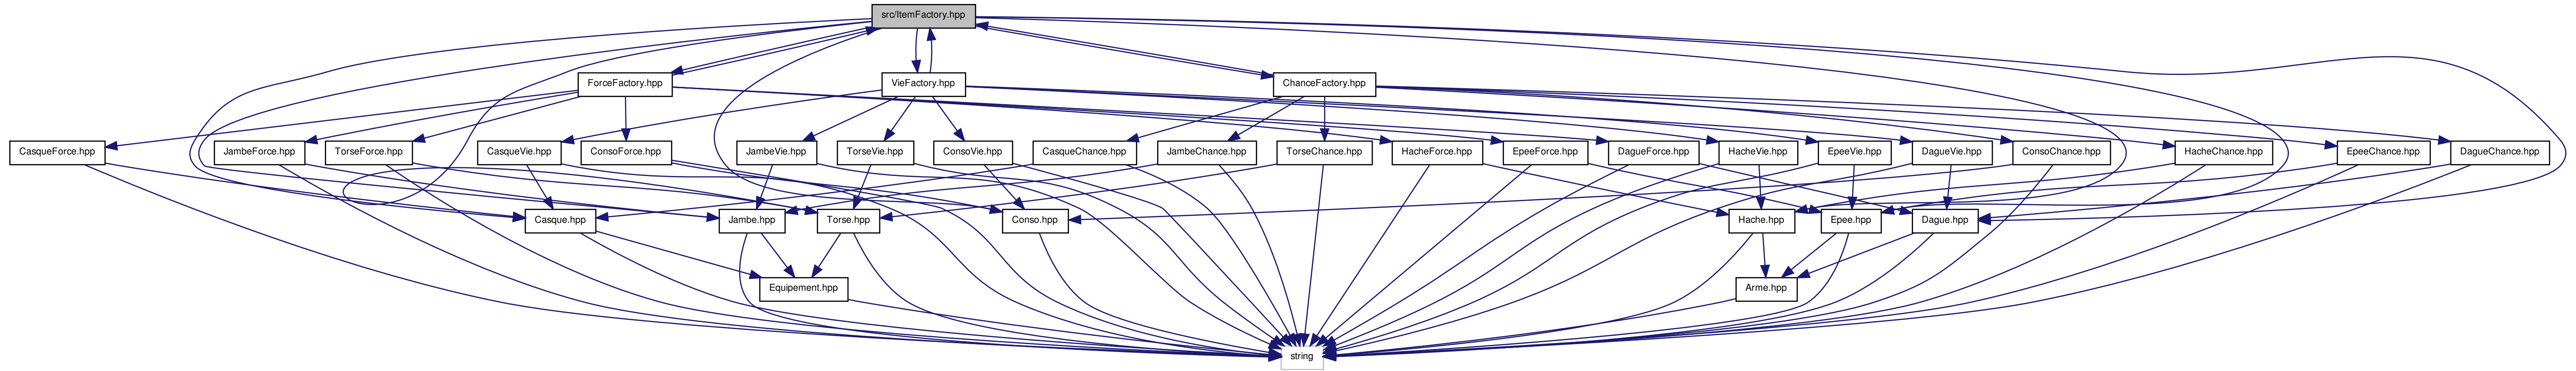 src/ItemFactory.hpp
ForceFactory.hpp
VieFactory.hpp
ChanceFactory.hpp
CasqueForce.hpp
JambeForce.hpp
TorseForce.hpp
CasqueVie.hpp
ConsoForce.hpp
JambeVie.hpp
TorseVie.hpp
ConsoVie.hpp
CasqueChance.hpp
JambeChance.hpp
TorseChance.hpp
HacheForce.hpp
EpeeForce.hpp
DagueForce.hpp
HacheVie.hpp
EpeeVie.hpp
DagueVie.hpp
ConsoChance.hpp
HacheChance.hpp
EpeeChance.hpp
DagueChance.hpp
Casque.hpp
Jambe.hpp
Torse.hpp
Conso.hpp
Hache.hpp
Epee.hpp
Dague.hpp
Equipement.hpp
Arme.hpp
string